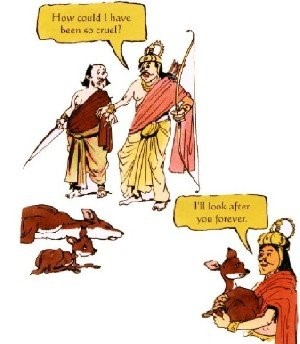 How could I have
been so cruel?
I'll look after
you forever.